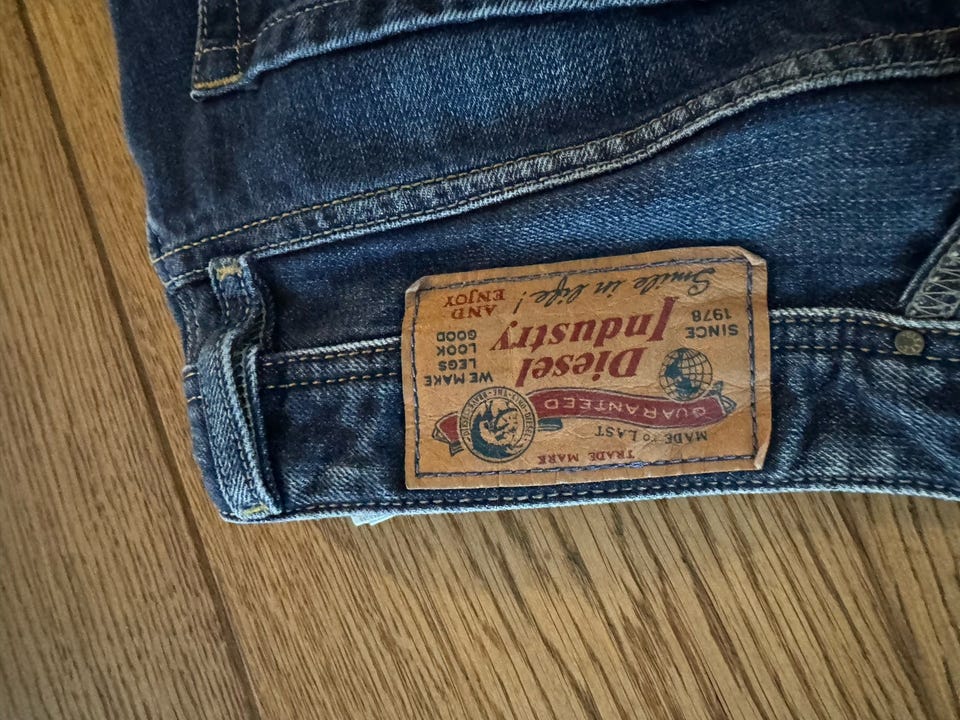 TRADE MARK
MADE TO LAST
GUARANTEED
Diesel
Industry
SINCE
1978
WE MAKE
LEGS
LOOK
GOOD
AND
ENJOY
Smile in life!